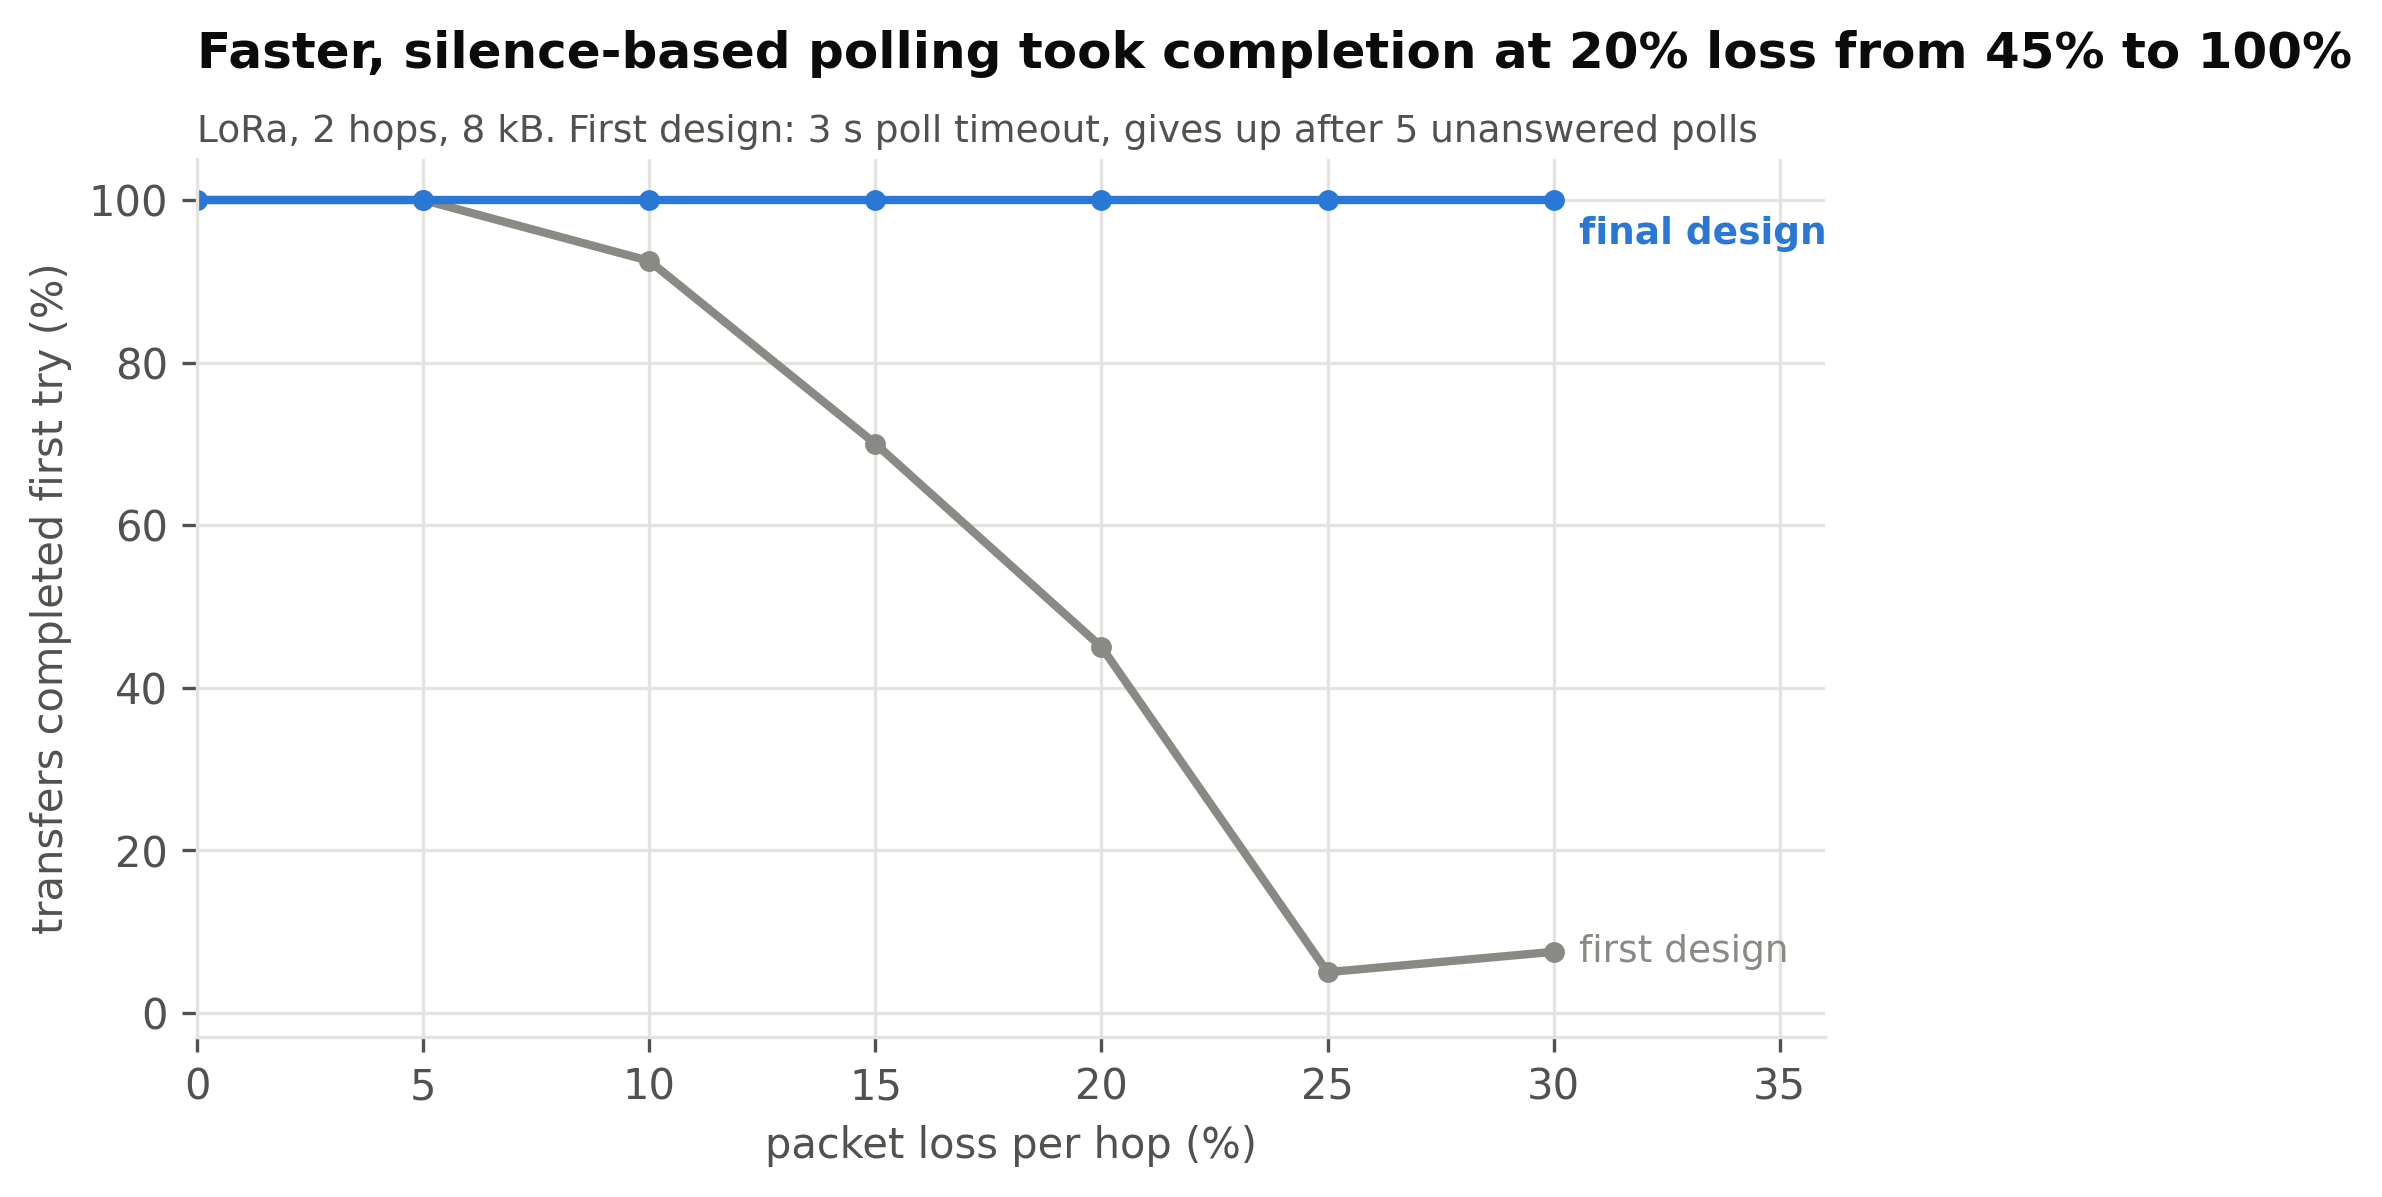 Faster, silence-based polling took completion at 20% loss from 45% to 100%
LoRa, 2 hops, 8 kB. First design: 3 s poll timeout, gives up after 5 unanswered polls
transfers completed first try (%)
100
80
60
40
20
0
final design
first design
0 5 10 15 20 25 30 35
packet loss per hop (%)